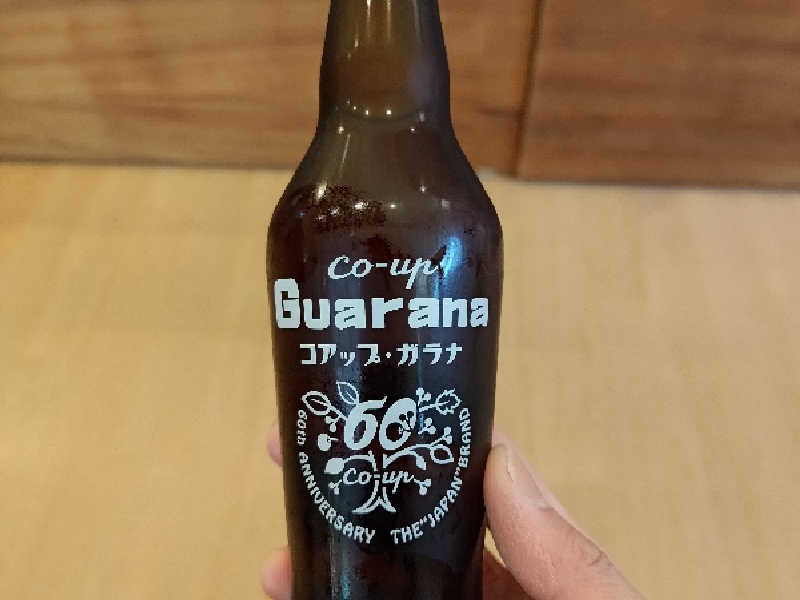 co-up
Guarana
コアップ・ガラナ
60
co-up
60th ANNIVERSARY THE "JAPAN" BRAND